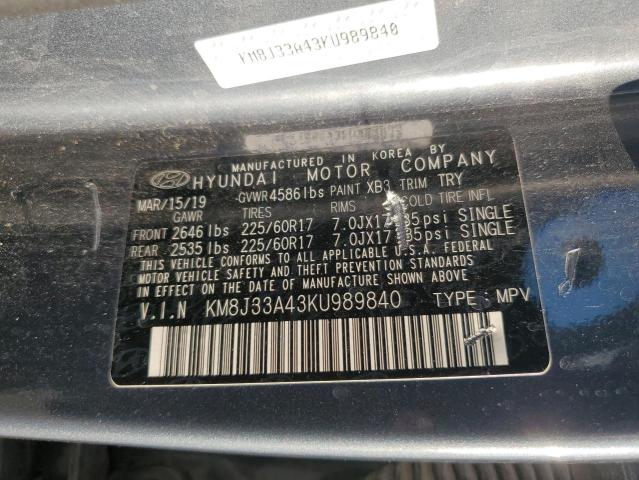 KM8J33A43KU989840
MANUFACTURED IN KOREA BY
HYUNDAI MOTOR COMPANY
MAR/15/19 GVWR 4586 lbs PAINT XB3 TRIM TRY
GAWR TIRES RIMS COLD TIRE INFL
FRONT 2646 lbs 225/60R17 7.0JX17 35psi SINGLE
REAR 2535 lbs 225/60R17 7.0JX17 35psi SINGLE
THIS VEHICLE CONFORMS TO ALL APPLICABLE U.S. FEDERAL
MOTOR VEHICLE SAFETY AND THEFT PREVENTION STANDARDS
IN EFFECT ON THE DATE OF MANUFACTURE SHOWN ABOVE.
V.I.N KM8J33A43KU989840 TYPE : MPV